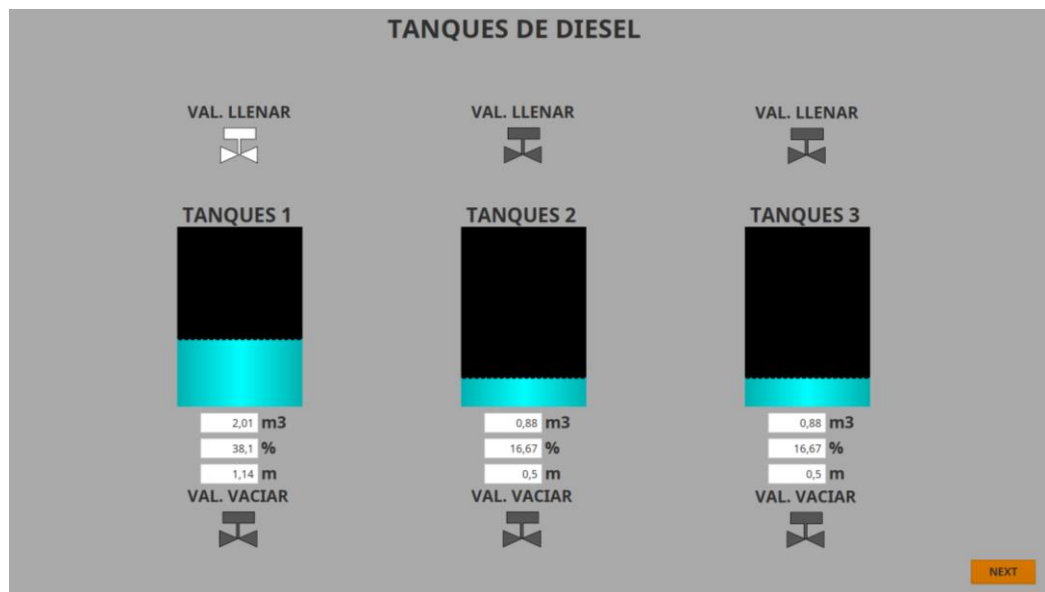 TANQUES DE DIESEL
VAL. LLENAR
VAL. LLENAR
VAL. LLENAR
TANQUES 1
TANQUES 2
TANQUES 3
2,01 m3
0,88 m3
0,88 m3
38,1 %
16,67 %
16,67 %
1,14 m
0,5 m
0,5 m
VAL. VACIAR
VAL. VACIAR
VAL. VACIAR
NEXT